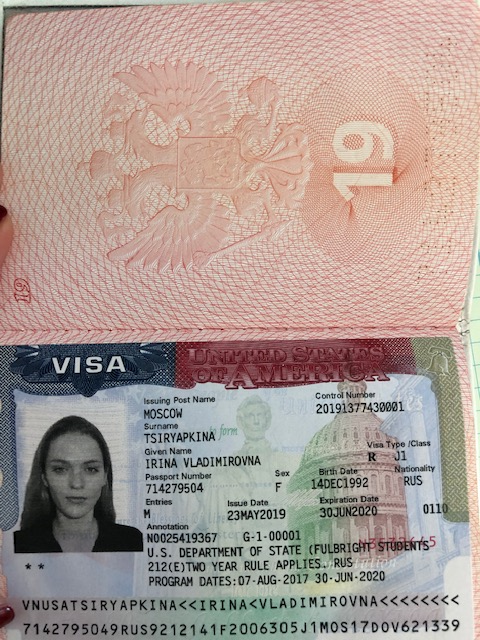 19
19
VISA
UNITED STATES
OF AMERICA
Issuing Post Name
Control Number
MOSCOW
20191377430001
Surname
TSIRYAPKINA
Given Name
Visa Type /Class
IRINA VLADIMIROVNA
R J1
Passport Number
Sex
Birth Date
Nationality
714279504
F
14DEC1992
RUS
Entries
Issue Date
Expiration Date
M
23MAY2019
30JUN2020
0110
Annotation
N0025419367 G-1-00001
U.S. DEPARTMENT OF STATE (FULBRIGHT STUDENTS
212(E)TWO YEAR RULE APPLIES. RUS
PROGRAM DATES:07-AUG-2017 30-JUN-2020
**
VNUSATSIRYAPKINA<<IRINA<VLADIMIROVNA<<<<<<<<
7142795049RUS9212141F2006305J1MOS17D0V621339